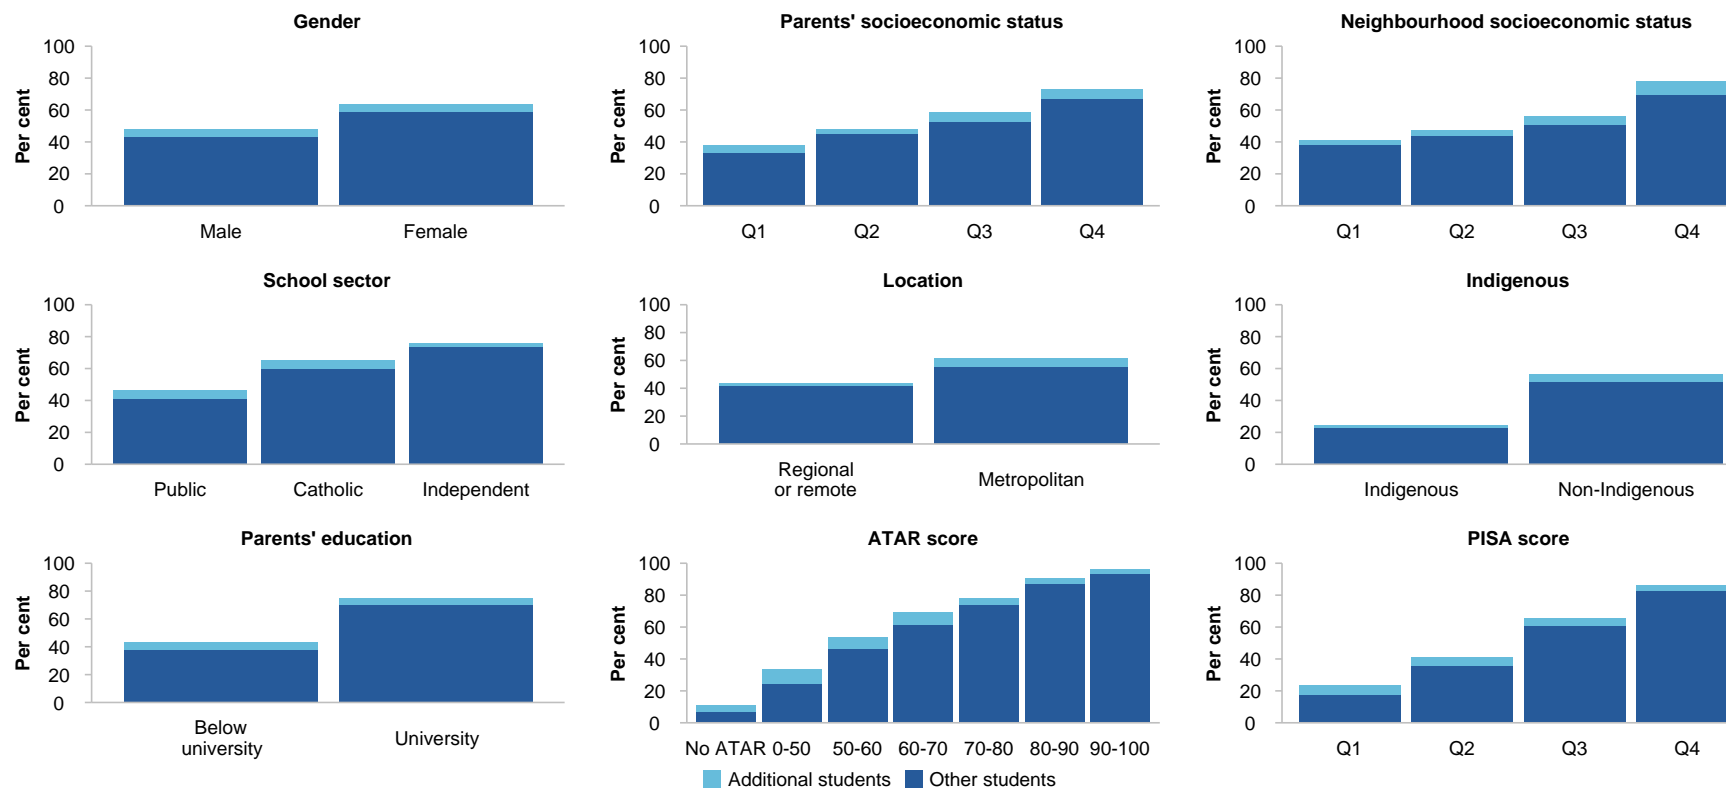 Gender
Per cent
100
80
60
40
20
0
Male Female
Parents' socioeconomic status
Per cent
100
80
60
40
20
0
Q1 Q2 Q3 Q4
Neighbourhood socioeconomic status
Per cent
100
80
60
40
20
0
Q1 Q2 Q3 Q4
School sector
Per cent
100
80
60
40
20
0
Public Catholic Independent
Location
Per cent
100
80
60
40
20
0
Regional
or remote
Metropolitan
Indigenous
Per cent
100
80
60
40
20
0
Indigenous Non-Indigenous
Parents' education
Per cent
100
80
60
40
20
0
Below
university
University
ATAR score
Per cent
100
80
60
40
20
0
No ATAR 0-50 50-60 60-70 70-80 80-90 90-100
PISA score
Per cent
100
80
60
40
20
0
Q1 Q2 Q3 Q4
Additional students Other students